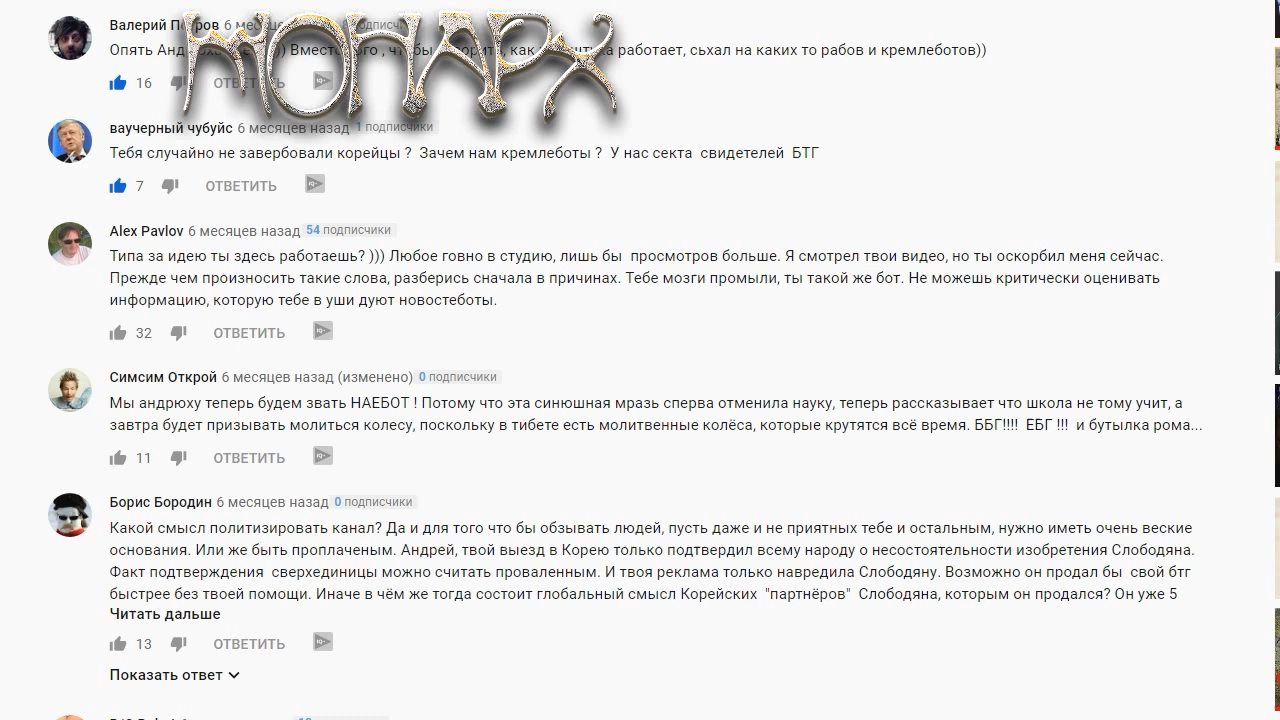 Валерий 6
МОНАРХ
Опять работает, съхал на каких то рабов и кремлеботов))
16
ваучерный чубуйс 6 месяцев назад 1 подписчики
Тебя случайно не завербовали корейцы ? Зачем нам кремлеботы ? У нас секта свидетелей БТГ
7 ОТВЕТИТЬ
Alex Pavlov 6 месяцев назад 54 подписчики
Типа за идею ты здесь работаешь? ))) Любое говно в студию, лишь бы просмотров больше. Я смотрел твои видео, но ты оскорбил меня сейчас.
Прежде чем произносить такие слова, разберись сначала в причинах. Тебе мозги промыли, ты такой же бот. Не можешь критически оценивать
информацию, которую тебе в уши дуют новостеботы.
32 ОТВЕТИТЬ
Симсим Открой 6 месяцев назад (изменено) 0 подписчики
Мы андрюху теперь будем звать НАЕБОТ ! Потому что эта синюшная мразь сперва отменила науку, теперь рассказывает что школа не тому учит, а
завтра будет призывать молиться колесу, поскольку в тибете есть молитвенные колёса, которые крутятся всё время. ББГ!!!! ЕБГ !!! и бутылка рома...
11 ОТВЕТИТЬ
Борис Бородин 6 месяцев назад 0 подписчики
Какой смысл политизировать канал? Да и для того что бы обзывать людей, пусть даже и не приятных тебе и остальным, нужно иметь очень веские
основания. Или же быть проплаченым. Андрей, твой выезд в Корею только подтвердил всему народу о несостоятельности изобретения Слободяна.
Факт подтверждения сверхединицы можно считать проваленным. И твоя реклама только навредила Слободяну. Возможно он продал бы свой бтг
быстрее без твоей помощи. Иначе в чём же тогда состоит глобальный смысл Корейских "партнёров" Слободяна, которым он продался? Он уже 5
Читать дальше
13 ОТВЕТИТЬ
Показать ответ